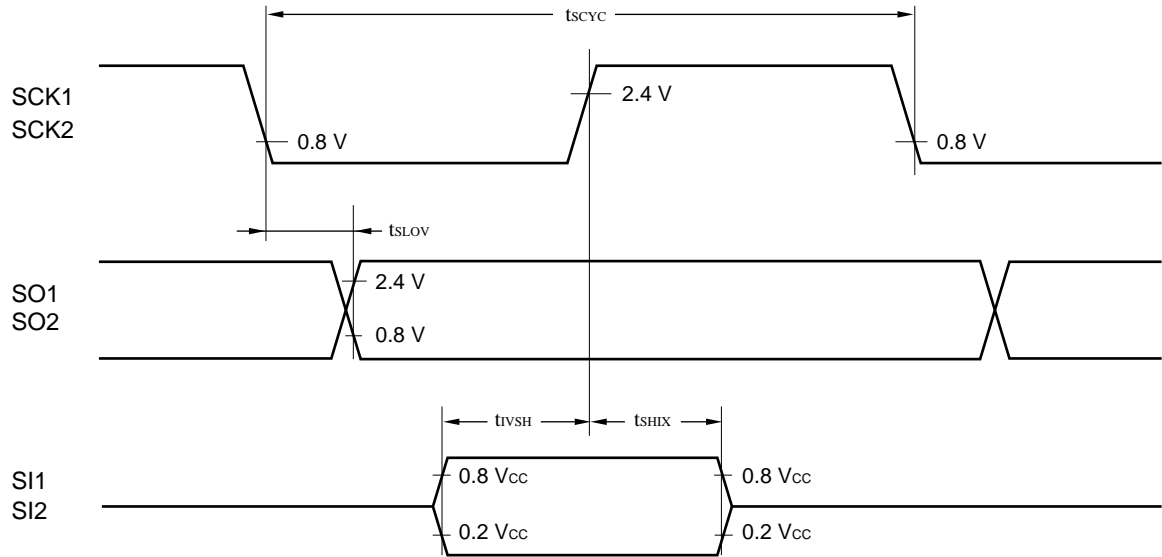 tSCYC
SCK1
SCK2
2.4 V
0.8 V
0.8 V
tSLOV
SO1
SO2
2.4 V
0.8 V
tIVSH
tSHIX
SI1
SI2
0.8 VCC
0.8 VCC
0.2 VCC
0.2 VCC